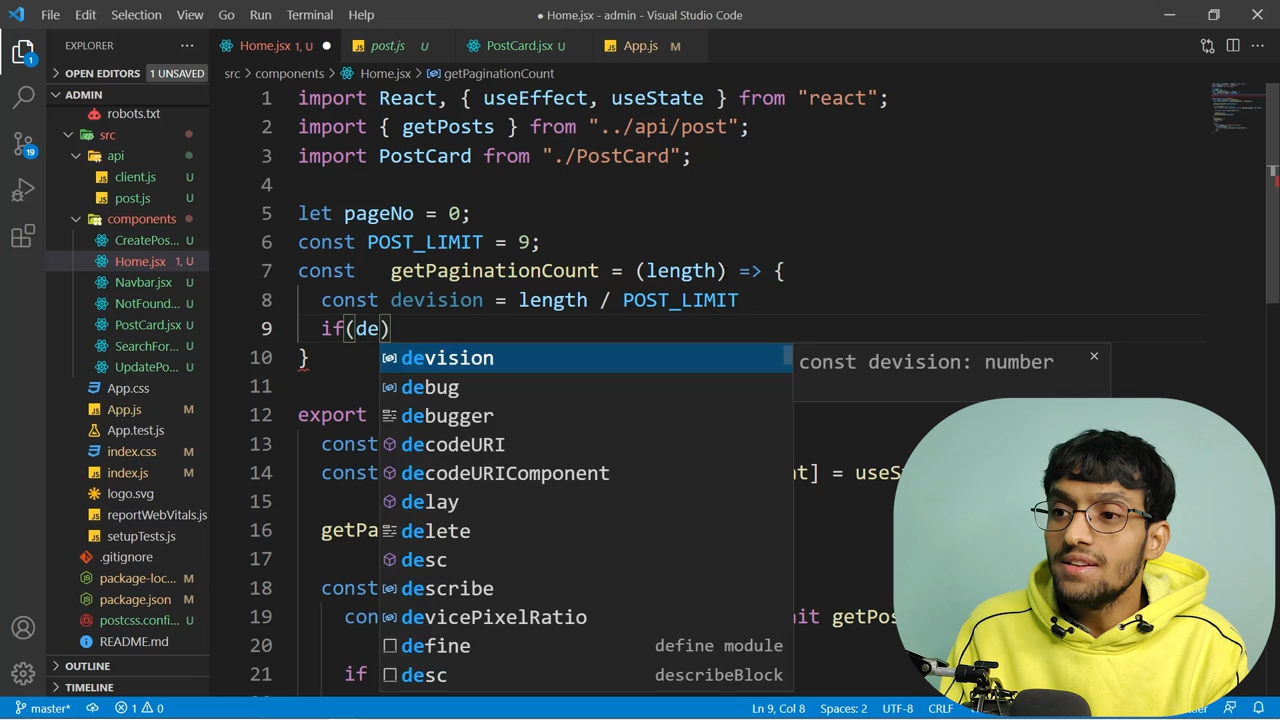 File Edit Selection View Go Run Terminal Help
● Home.jsx - admin - Visual Studio Code
EXPLORER
Home.jsx 1, U
post.js U
PostCard.jsx U
App.js M
OPEN EDITORS 1 UNSAVED
src > components > Home.jsx > getPaginationCount
ADMIN
robots.txt
src
api
client.js U
post.js U
components
CreatePos... U
Home.jsx 1, U
Navbar.jsx U
NotFound... U
PostCard.jsx U
SearchFor... U
UpdatePo... U
App.css
App.js M
App.test.js
index.css M
index.js M
logo.svg
reportWebVitals.js
setupTests.js
.gitignore
package-loc... M
package.json M
postcss.confi... U
README.md
OUTLINE
TIMELINE
1
19
1 import React, { useEffect, useState } from "react";
2 import { getPosts } from "../api/post";
3 import PostCard from "./PostCard";
4
5 let pageNo = 0;
6 const POST_LIMIT = 9;
7 const getPaginationCount = (length) => {
8 const devision = length / POST_LIMIT
9 if(de)
10 }
11
12 export
13 const
14 const nt] = useS
15
16 getPa
17
18 const
19 con it getPos
20
21 if
devision
const devision: number
debug
debugger
decodeURI
decodeURIComponent
delay
delete
desc
describe
devicePixelRatio
define define module
desc describeBlock
master* 1 0
Ln 9, Col 8 Spaces: 2 UTF-8 CRLF